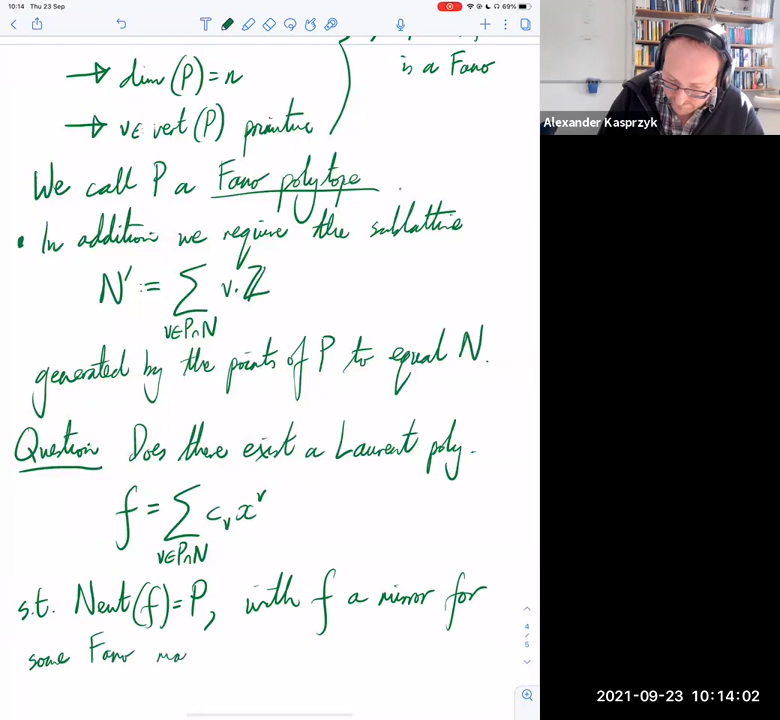 10:14 Thu 23 Sep
69%
→ dim(P)=n
is a Fano
→ v∈ vert(P) primitive
We call P a Fano polytope.
• In addition we require the sublattice
N' := ∑ v·ℤ
v∈P∩N
generated by the points of P to equal N.
Question Does there exist a Laurent poly.
f = ∑ c_v x^v
v∈P∩N
s.t. Newt(f)=P, with f a mirror for
some Fano ma
4
/
5
Alexander Kasprzyk
2021-09-23 10:14:02